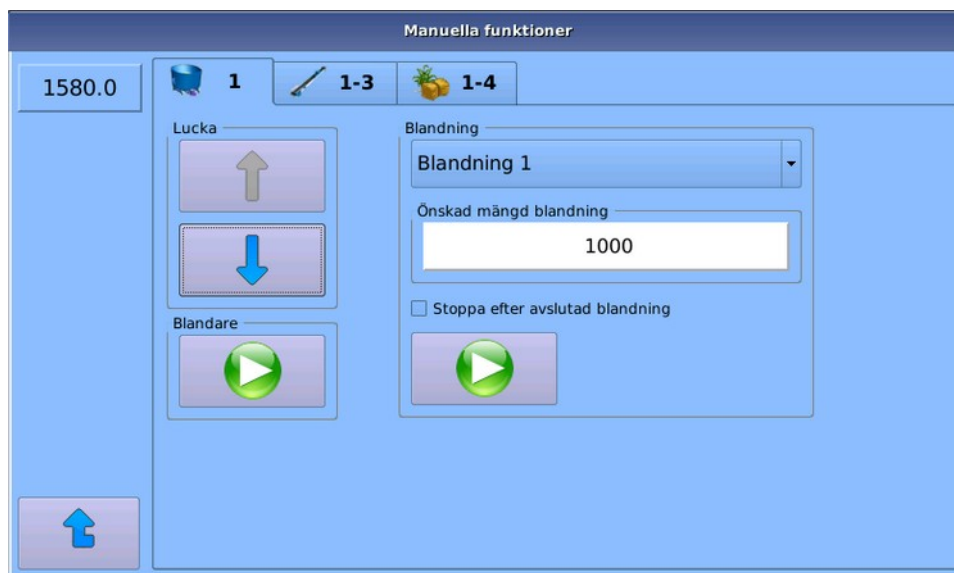 Manuella funktioner
1580.0
1
1-3
1-4
Lucka
Blandare
Blandning
Blandning 1
Önskad mängd blandning
1000
Stoppa efter avslutad blandning